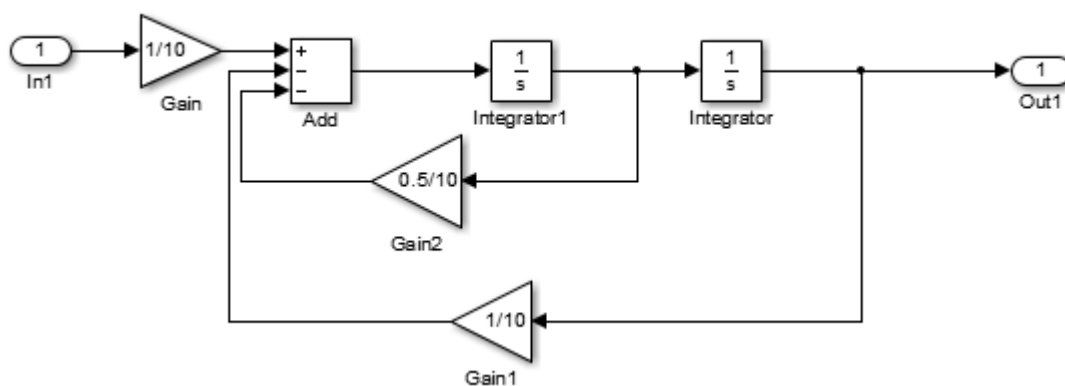 1
In1
1/10
Gain
+
−
−
Add
1
s
Integrator1
1
s
Integrator
1
Out1
0.5/10
Gain2
1/10
Gain1